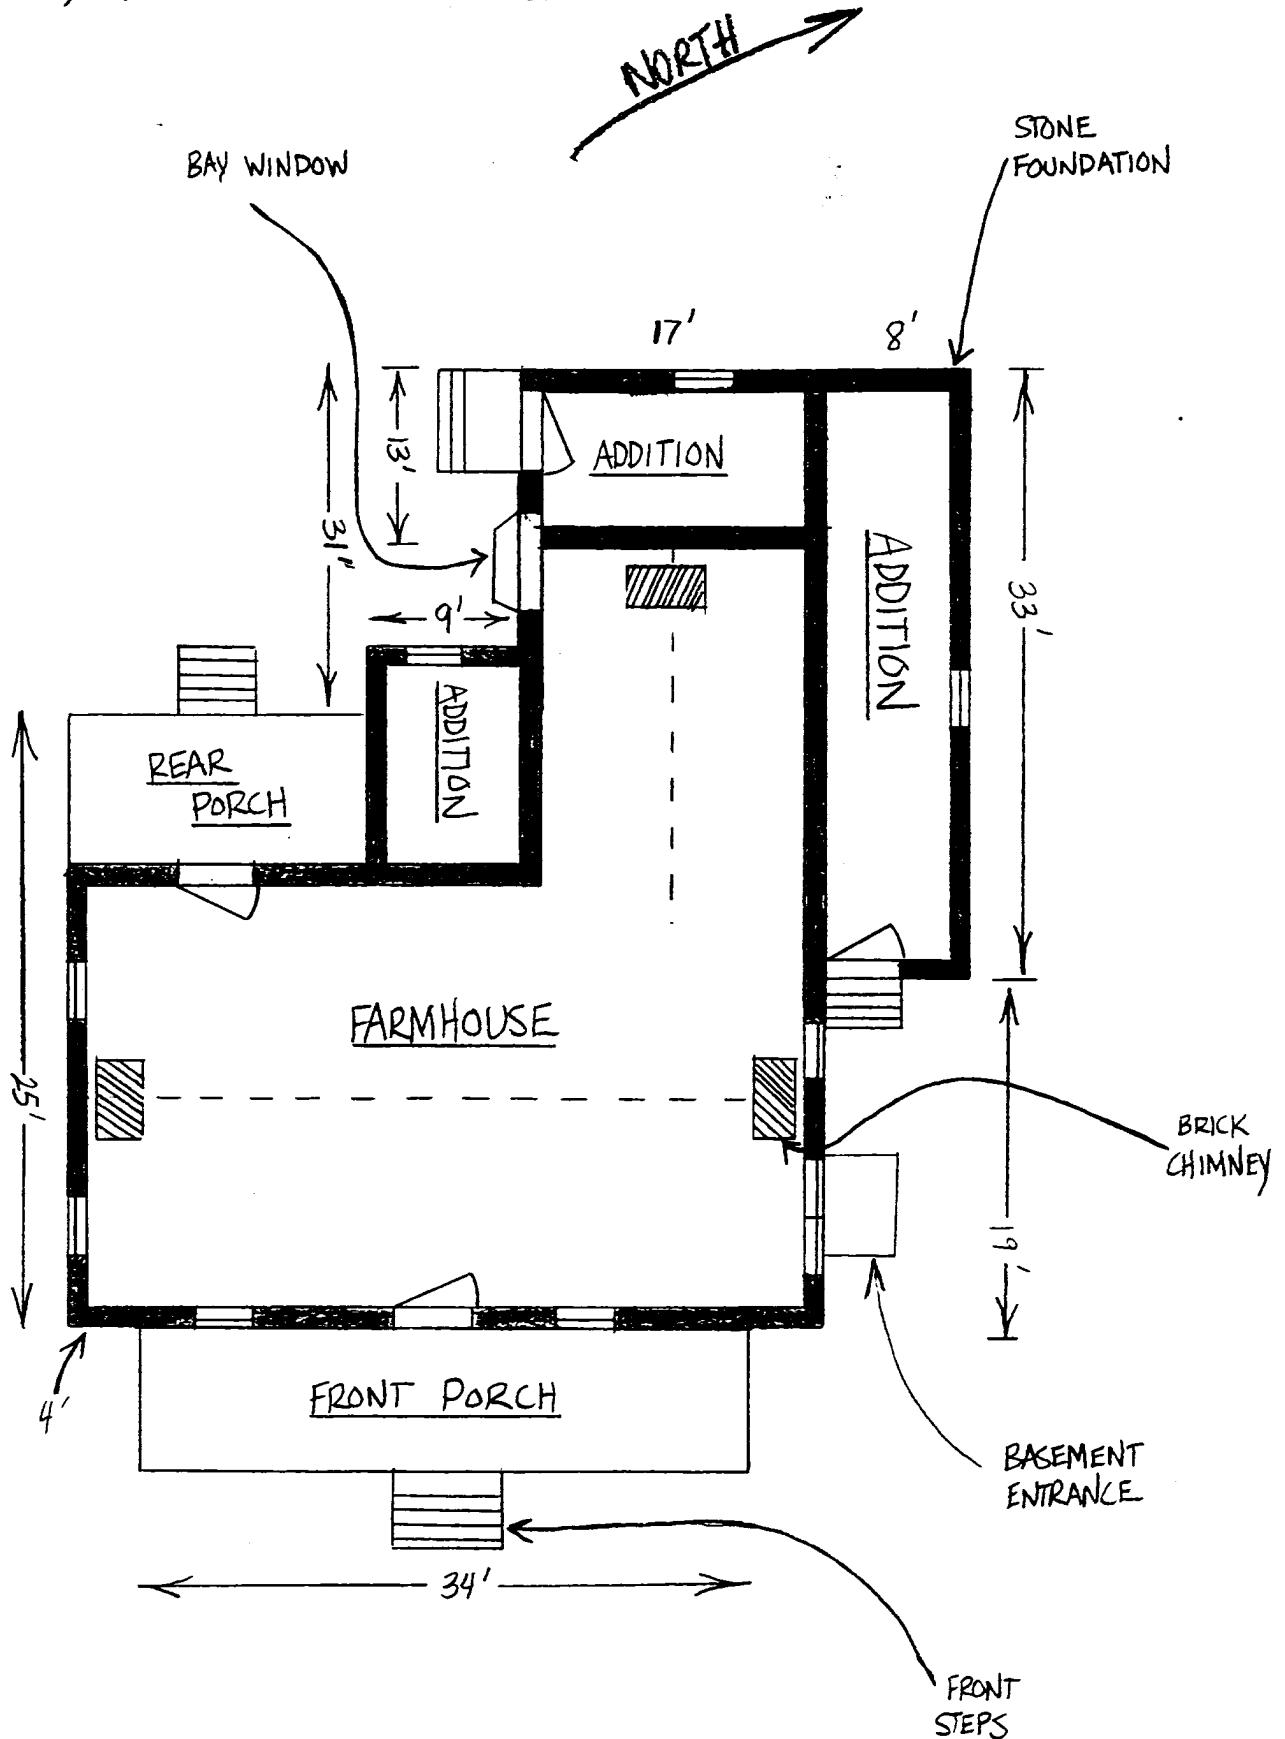 NORTH
STONE
FOUNDATION
BAY WINDOW
17'
8'
13'
ADDITION
31"
ADDITION
33'
9'
ADDITION
REAR
PORCH
FARMHOUSE
25'
BRICK
CHIMNEY
19'
4'
FRONT PORCH
BASEMENT
ENTRANCE
34'
FRONT
STEPS